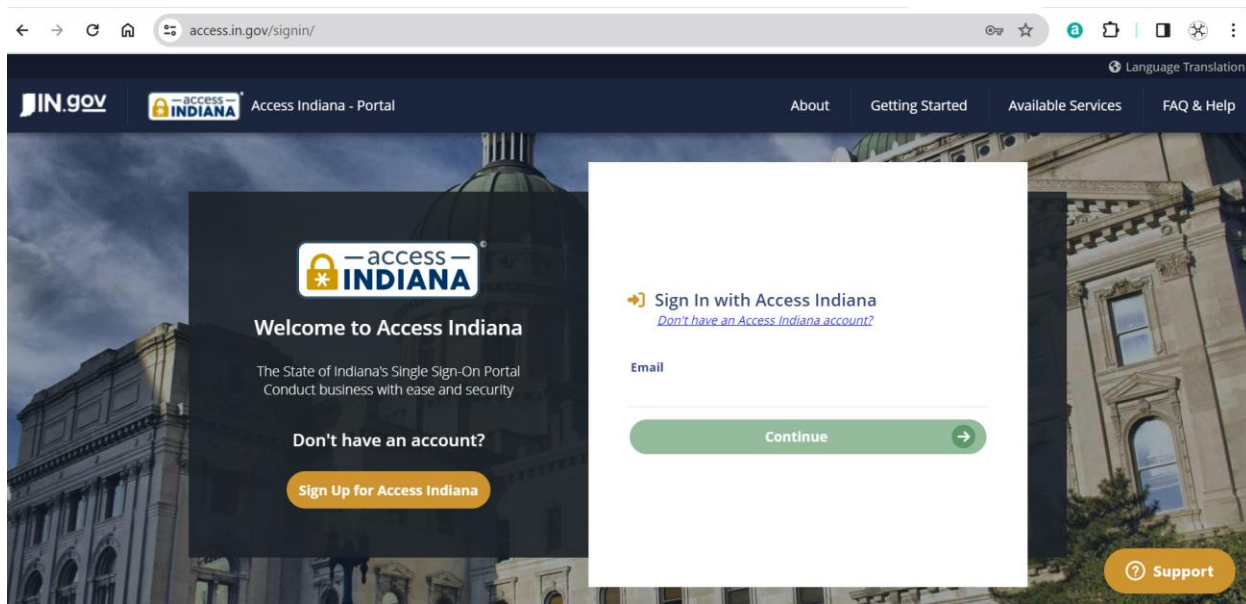 access.in.gov/signin/
Language Translation
IN.gov
access INDIANA
Access Indiana - Portal
About
Getting Started
Available Services
FAQ & Help
— access — ©
INDIANA
Welcome to Access Indiana
The State of Indiana's Single Sign-On Portal
Conduct business with ease and security
Don't have an account?
Sign Up for Access Indiana
Sign In with Access Indiana
Don't have an Access Indiana account?
Email
Continue
Support